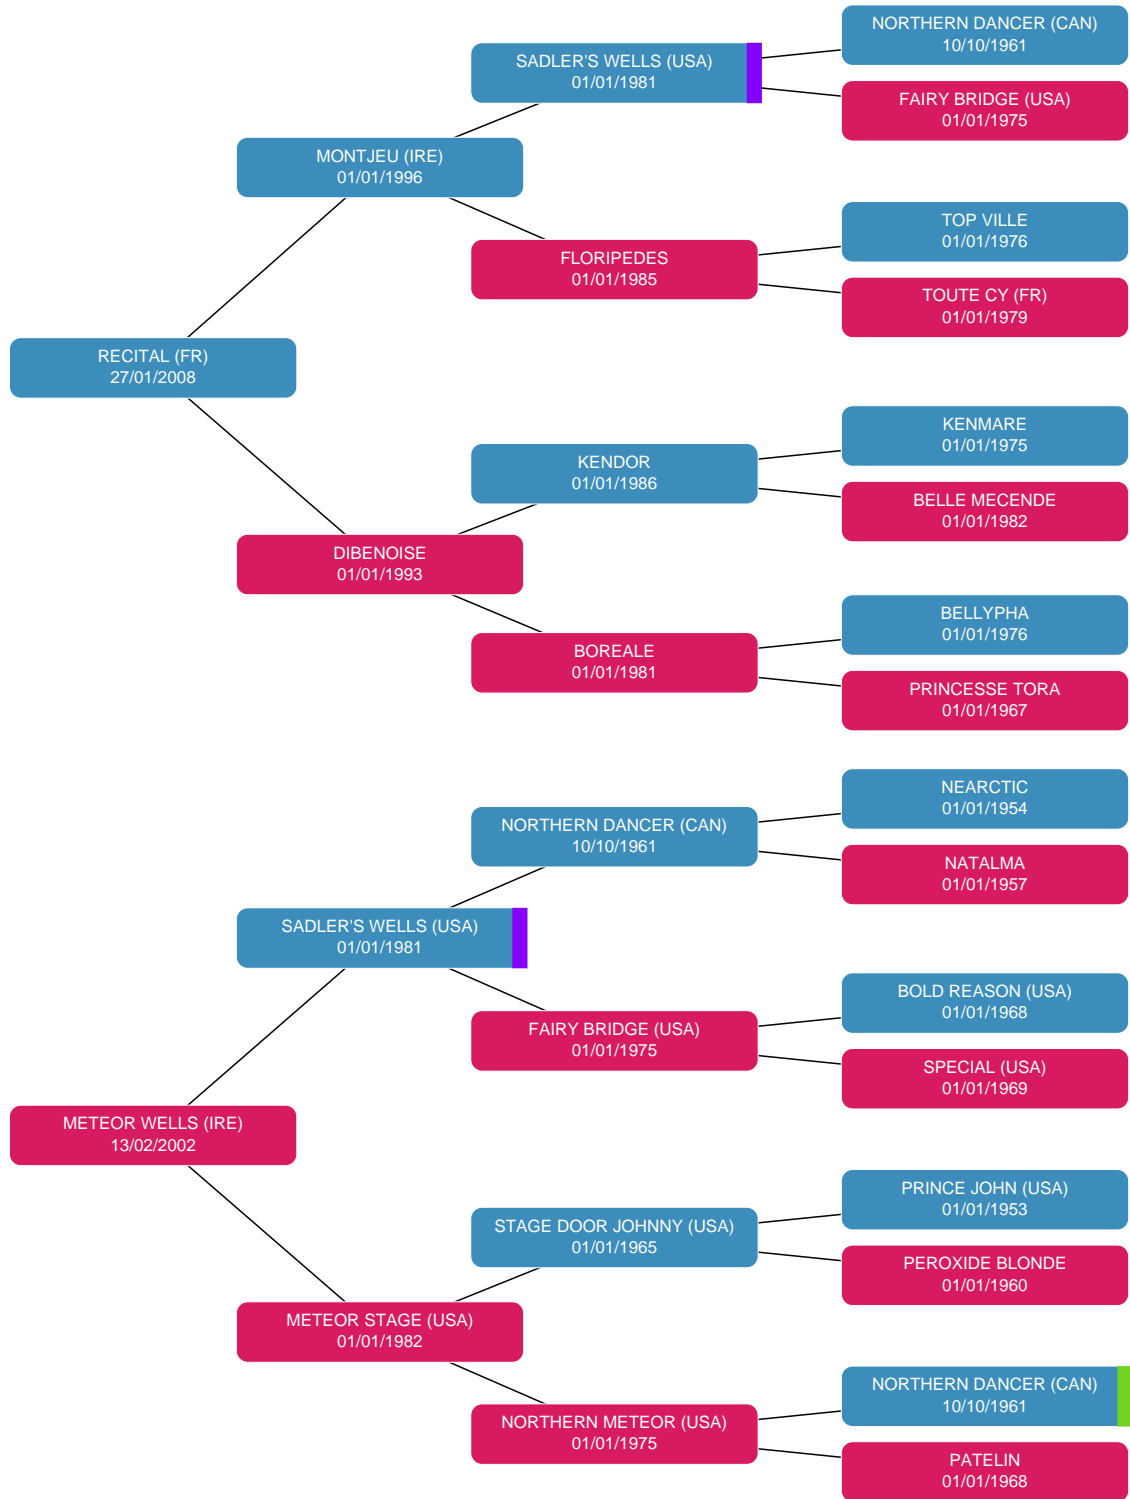 NORTHERN DANCER (CAN)
10/10/1961
SADLER'S WELLS (USA)
01/01/1981
FAIRY BRIDGE (USA)
01/01/1975
MONTJEU (IRE)
01/01/1996
TOP VILLE
01/01/1976
FLORIPEDES
01/01/1985
TOUTE CY (FR)
01/01/1979
RECITAL (FR)
27/01/2008
KENMARE
01/01/1975
KENDOR
01/01/1986
BELLE MECENDE
01/01/1982
DIBENOISE
01/01/1993
BELLYPHA
01/01/1976
BOREALE
01/01/1981
PRINCESSE TORA
01/01/1967
NEARCTIC
01/01/1954
NORTHERN DANCER (CAN)
10/10/1961
NATALMA
01/01/1957
SADLER'S WELLS (USA)
01/01/1981
BOLD REASON (USA)
01/01/1968
FAIRY BRIDGE (USA)
01/01/1975
SPECIAL (USA)
01/01/1969
METEOR WELLS (IRE)
13/02/2002
PRINCE JOHN (USA)
01/01/1953
STAGE DOOR JOHNNY (USA)
01/01/1965
PEROXIDE BLONDE
01/01/1960
METEOR STAGE (USA)
01/01/1982
NORTHERN DANCER (CAN)
10/10/1961
NORTHERN METEOR (USA)
01/01/1975
PATELIN
01/01/1968